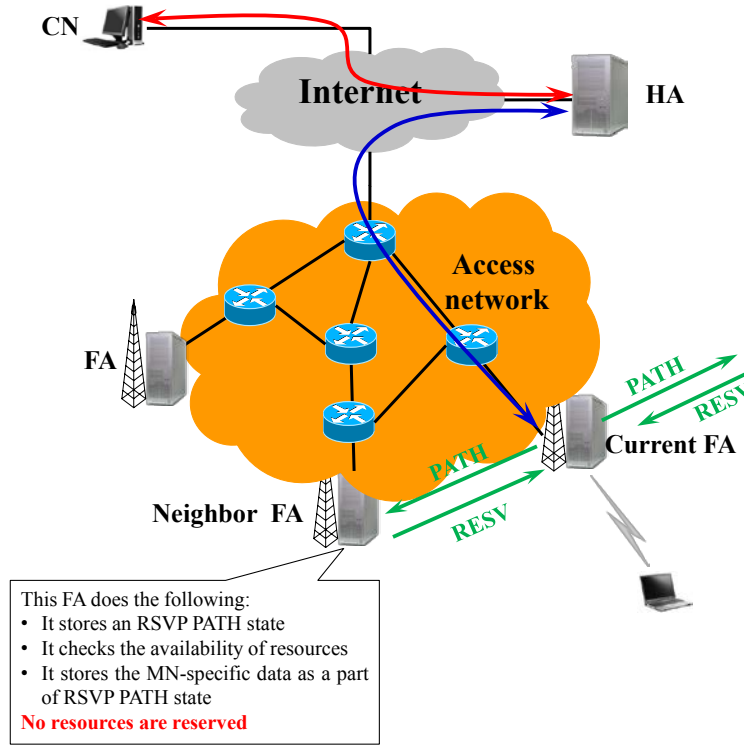 CN
Internet
HA
Access
network
FA
PATH
RESV
Current FA
PATH
RESV
Neighbor FA
This FA does the following:
• It stores an RSVP PATH state
• It checks the availability of resources
• It stores the MN-specific data as a part
of RSVP PATH state
No resources are reserved